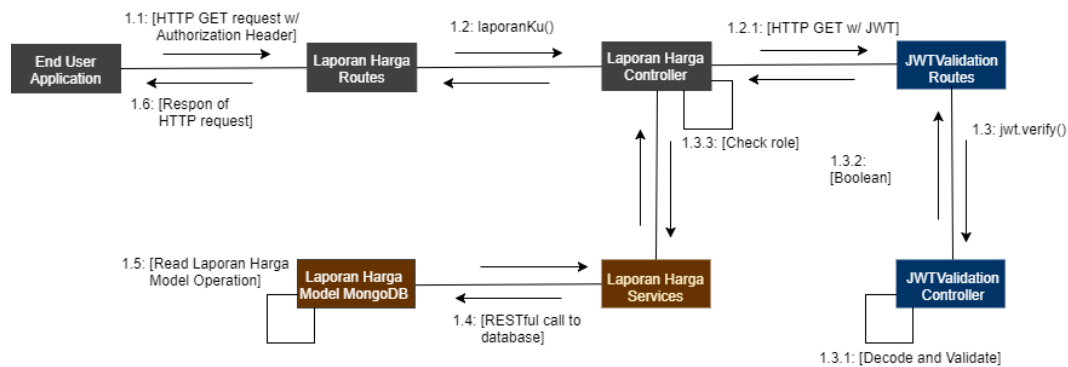 1.1: [HTTP GET request w/
Authorization Header]
1.2: laporanKu()
1.2.1: [HTTP GET w/ JWT]
End User
Application
Laporan Harga
Routes
Laporan Harga
Controller
JWTValidation
Routes
1.6: [Respon of
HTTP request]
1.3.3: [Check role]
1.3: jwt.verify()
1.3.2:
[Boolean]
1.5: [Read Laporan Harga
Model Operation]
Laporan Harga
Model MongoDB
Laporan Harga
Services
JWTValidation
Controller
1.4: [RESTful call to
database]
1.3.1: [Decode and Validate]